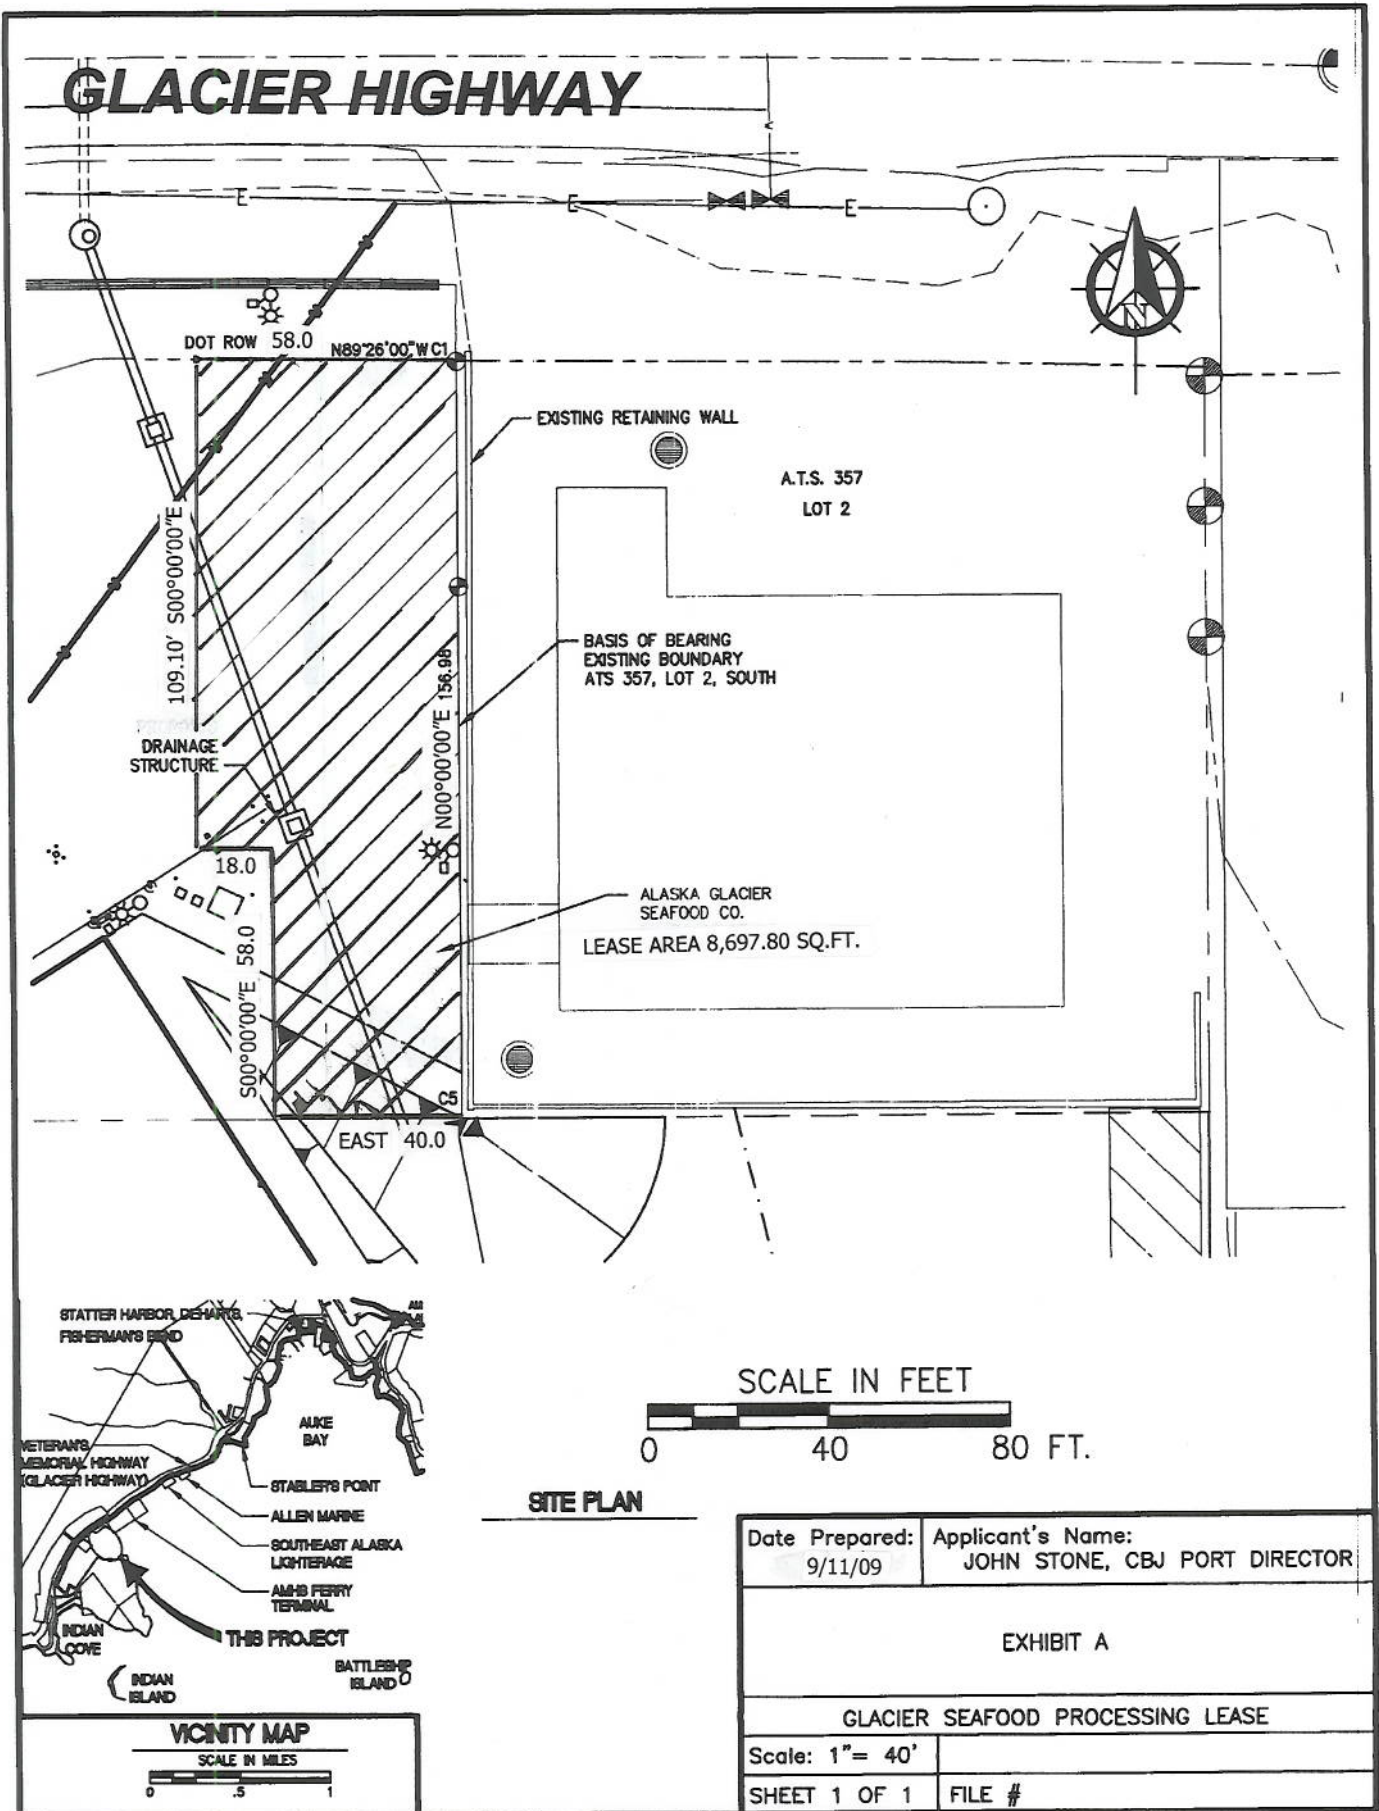 GLACIER HIGHWAY
E
E
E
N
DOT ROW 58.0
N89°26'00"W C1
EXISTING RETAINING WALL
A.T.S. 357
LOT 2
109.10' S00°00'00"E
BASIS OF BEARING
EXISTING BOUNDARY
ATS 357, LOT 2, SOUTH
N00°00'00"E 156.98
DRAINAGE
STRUCTURE
18.0
ALASKA GLACIER
SEAFOOD CO.
LEASE AREA 8,697.80 SQ.FT.
S00°00'00"E 58.0
C5
EAST 40.0
STATTER HARBOR, DEHART'S,
FISHERMAN'S BEND
AUKE
BAY
VETERAN'S
MEMORIAL HIGHWAY
(GLACIER HIGHWAY)
STABLER'S POINT
ALLEN MARINE
SOUTHEAST ALASKA
LIGHTERAGE
AMHS FERRY
TERMINAL
THIS PROJECT
INDIAN
COVE
INDIAN
ISLAND
BATTLESHIP
ISLAND
VICINITY MAP
SCALE IN MILES
0 .5 1
SCALE IN FEET
0 40 80 FT.
SITE PLAN
Date Prepared:
9/11/09
Applicant's Name:
JOHN STONE, CBJ PORT DIRECTOR
EXHIBIT A
GLACIER SEAFOOD PROCESSING LEASE
Scale: 1"= 40'
SHEET 1 OF 1
FILE #